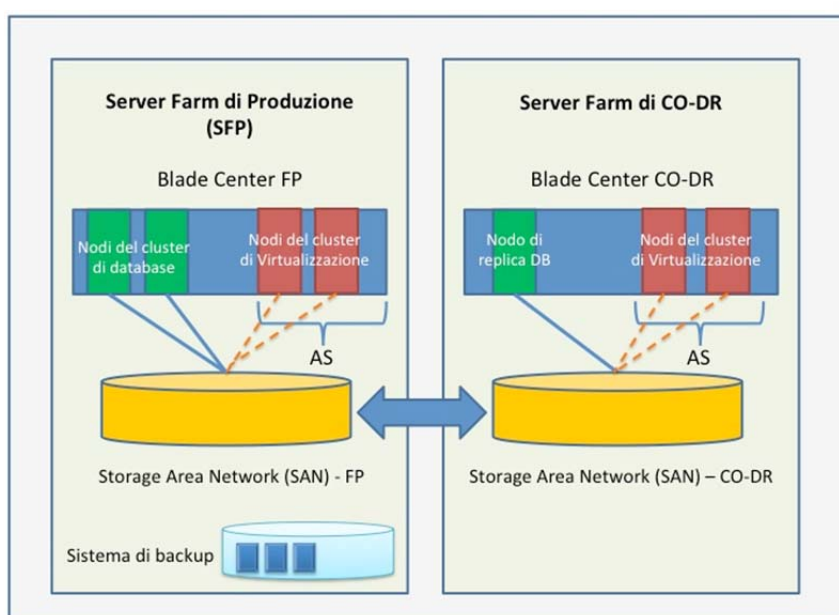 Server Farm di Produzione
(SFP)
Blade Center FP
Nodi del cluster
di database
Nodi del cluster
di Virtualizzazione
AS
Storage Area Network (SAN) - FP
Sistema di backup
Server Farm di CO-DR
Blade Center CO-DR
Nodo di
replica DB
Nodi del cluster
di Virtualizzazione
AS
Storage Area Network (SAN) – CO-DR